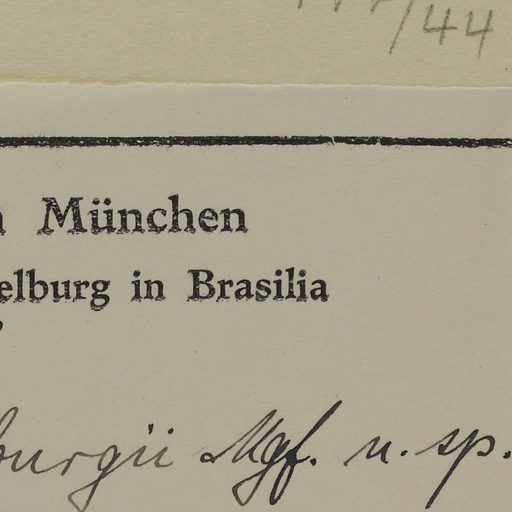 /44
München
elburg in Brasilia
burgii Mgf. n. sp.